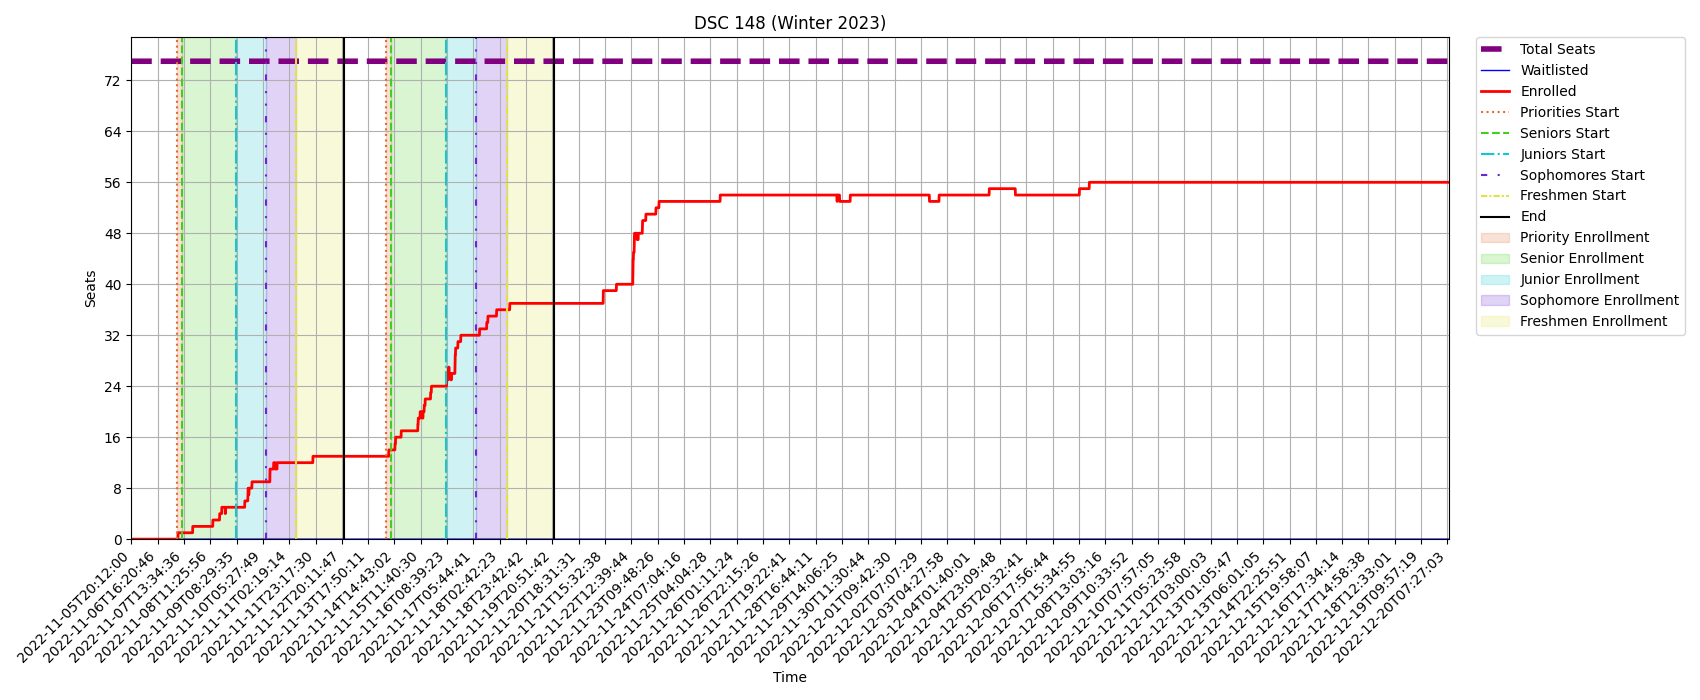 DSC 148 (Winter 2023)
Total Seats
Waitlisted
Enrolled
Priorities Start
Seniors Start
Juniors Start
Sophomores Start
Freshmen Start
End
Priority Enrollment
Senior Enrollment
Junior Enrollment
Sophomore Enrollment
Freshmen Enrollment
Seats
72
64
56
48
40
32
24
16
8
0
2022-11-05T20:12:00
2022-11-06T16:20:46
2022-11-07T13:34:36
2022-11-08T11:25:56
2022-11-09T08:29:35
2022-11-10T05:27:49
2022-11-11T02:19:14
2022-11-11T23:17:30
2022-11-12T20:11:47
2022-11-13T17:50:11
2022-11-14T14:43:02
2022-11-15T11:40:30
2022-11-16T08:39:23
2022-11-17T05:44:41
2022-11-18T02:42:23
2022-11-18T23:42:42
2022-11-19T20:51:42
2022-11-20T18:31:31
2022-11-21T15:32:38
2022-11-22T12:39:44
2022-11-23T09:48:26
2022-11-24T07:04:16
2022-11-25T04:04:28
2022-11-26T01:11:24
2022-11-26T22:15:26
2022-11-27T19:22:41
2022-11-28T16:44:11
2022-11-29T14:06:25
2022-11-30T11:30:44
2022-12-01T09:42:30
2022-12-02T07:07:29
2022-12-03T04:27:58
2022-12-04T01:40:01
2022-12-04T23:09:48
2022-12-05T20:32:41
2022-12-06T17:56:44
2022-12-07T15:34:55
2022-12-08T13:03:16
2022-12-09T10:33:52
2022-12-10T07:57:05
2022-12-11T05:23:58
2022-12-12T03:00:03
2022-12-13T01:05:47
2022-12-13T06:01:05
2022-12-14T22:25:51
2022-12-15T19:58:07
2022-12-16T17:34:14
2022-12-17T14:58:38
2022-12-18T12:33:01
2022-12-19T09:57:19
2022-12-20T07:27:03
Time